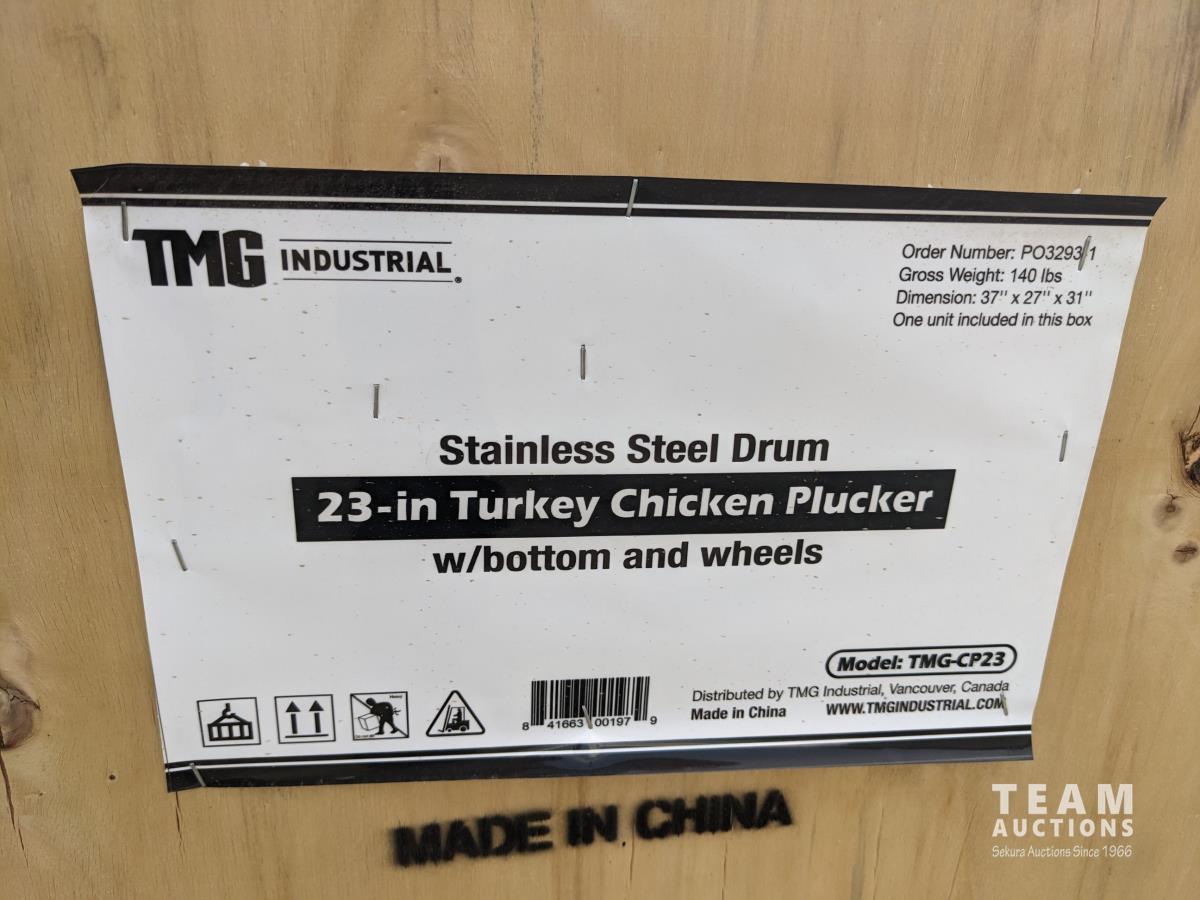 TMG INDUSTRIAL®
Order Number: PO3293 1
Gross Weight: 140 lbs
Dimension: 37" x 27" x 31"
One unit included in this box
Stainless Steel Drum
23-in Turkey Chicken Plucker
w/bottom and wheels
Model: TMG-CP23
Heavy
8 41663 00197 9
Distributed by TMG Industrial, Vancouver, Canada
Made in China WWW.TMGINDUSTRIAL.COM
MADE IN CHINA
TEAM
AUCTIONS
Sekura Auctions Since 1966